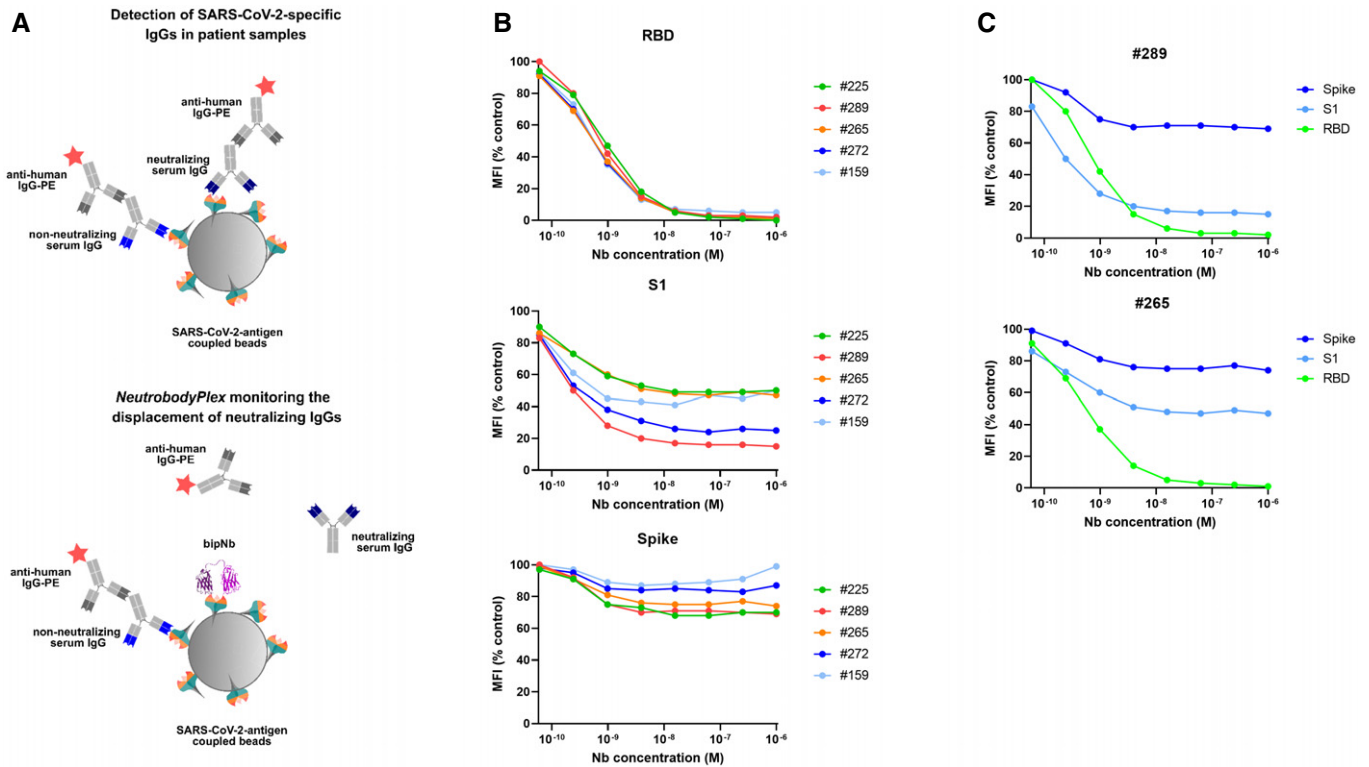 A
Detection of SARS-CoV-2-specific
IgGs in patient samples
anti-human
IgG-PE
neutralizing
serum IgG
anti-human
IgG-PE
non-neutralizing
serum IgG
SARS-CoV-2-antigen
coupled beads
NeutrobodyPlex monitoring the
displacement of neutralizing IgGs
anti-human
IgG-PE
neutralizing
serum IgG
bipNb
anti-human
IgG-PE
non-neutralizing
serum IgG
SARS-CoV-2-antigen
coupled beads
B
RBD
MFI (% control)
100
80
60
40
20
0
10⁻¹⁰ 10⁻⁹ 10⁻⁸ 10⁻⁷ 10⁻⁶
Nb concentration (M)
#225
#289
#265
#272
#159
S1
MFI (% control)
100
80
60
40
20
0
10⁻¹⁰ 10⁻⁹ 10⁻⁸ 10⁻⁷ 10⁻⁶
Nb concentration (M)
#225
#289
#265
#272
#159
Spike
MFI (% control)
100
80
60
40
20
0
10⁻¹⁰ 10⁻⁹ 10⁻⁸ 10⁻⁷ 10⁻⁶
Nb concentration (M)
#225
#289
#265
#272
#159
C
#289
MFI (% control)
100
80
60
40
20
0
10⁻¹⁰ 10⁻⁹ 10⁻⁸ 10⁻⁷ 10⁻⁶
Nb concentration (M)
Spike
S1
RBD
#265
MFI (% control)
100
80
60
40
20
0
10⁻¹⁰ 10⁻⁹ 10⁻⁸ 10⁻⁷ 10⁻⁶
Nb concentration (M)
Spike
S1
RBD